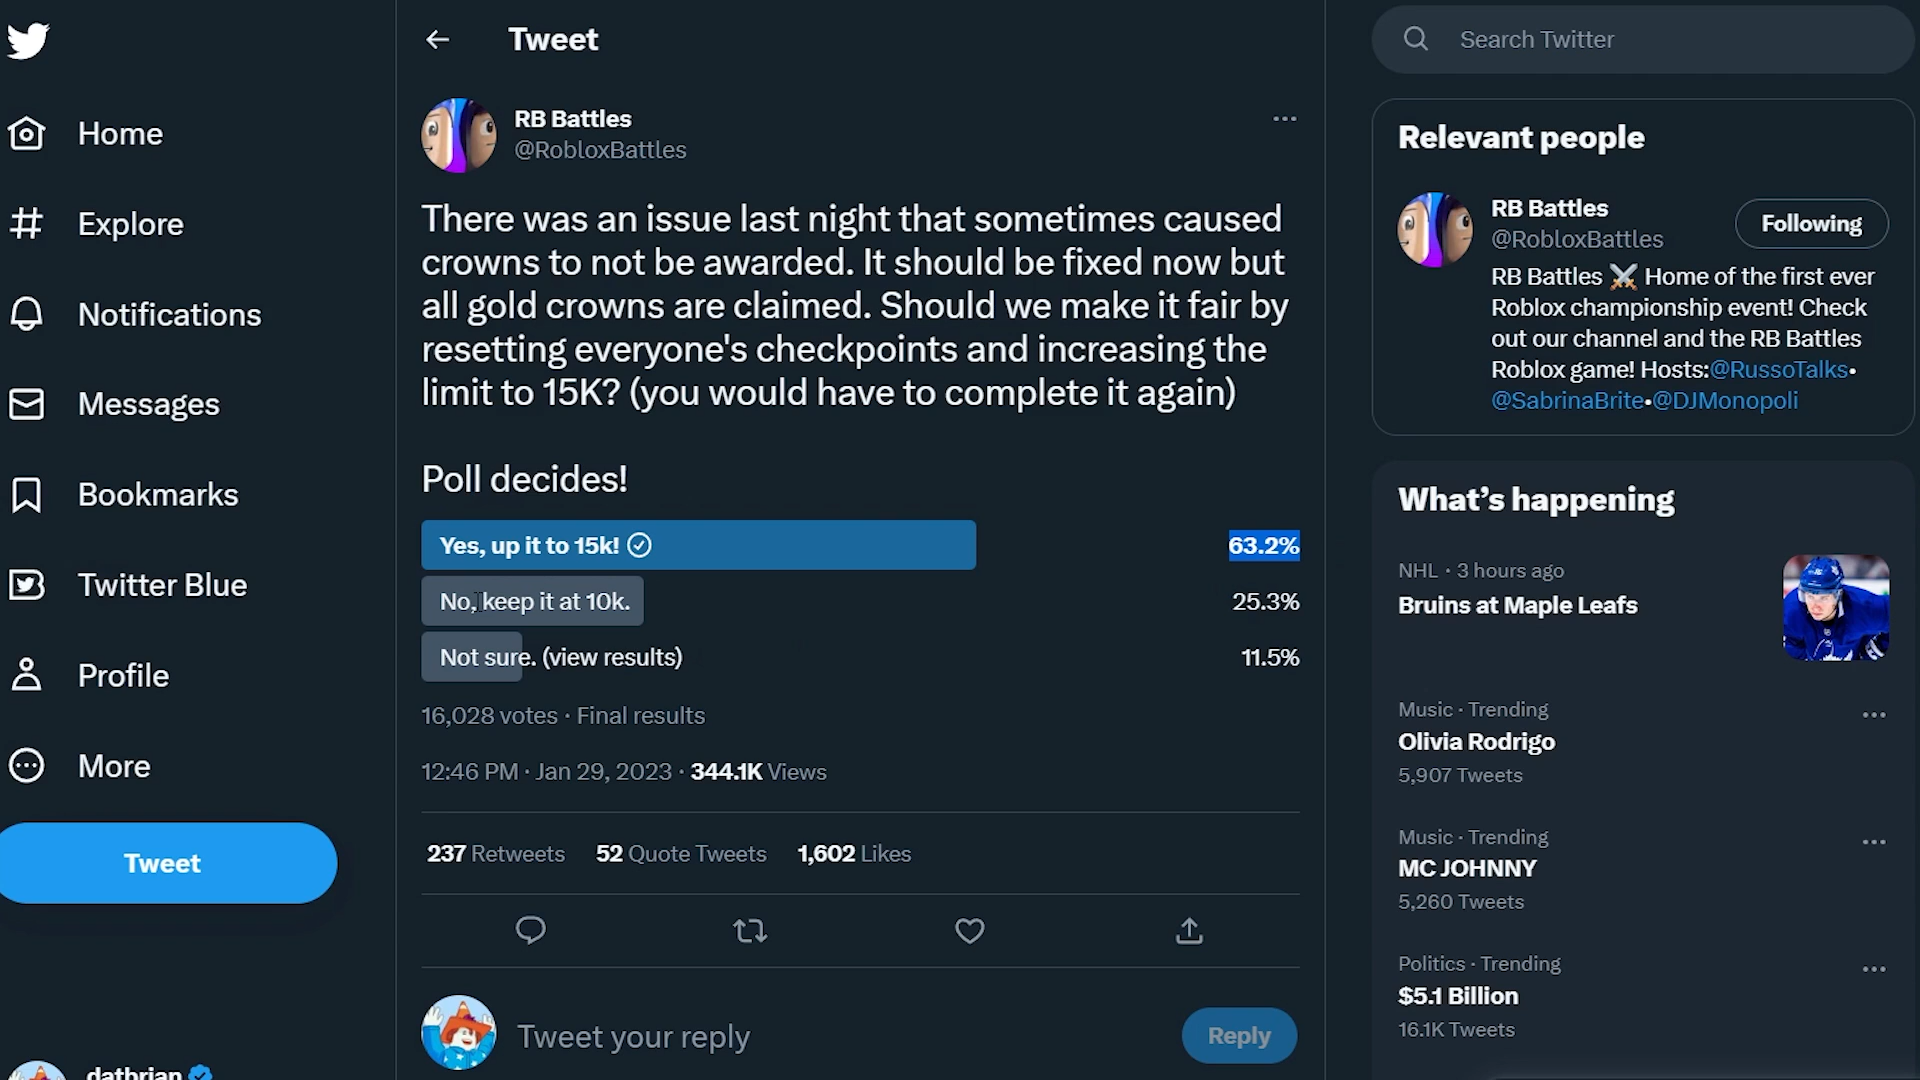 Home
Explore
Notifications
Messages
Bookmarks
Twitter Blue
Profile
More
Tweet
datbrian
Tweet
RB Battles
@RobloxBattles
There was an issue last night that sometimes caused
crowns to not be awarded. It should be fixed now but
all gold crowns are claimed. Should we make it fair by
resetting everyone's checkpoints and increasing the
limit to 15K? (you would have to complete it again)
Poll decides!
Yes, up it to 15k! 63.2%
No, keep it at 10k. 25.3%
Not sure. (view results) 11.5%
16,028 votes · Final results
12:46 PM · Jan 29, 2023 · 344.1K Views
237 Retweets 52 Quote Tweets 1,602 Likes
Tweet your reply
Reply
Search Twitter
Relevant people
RB Battles
@RobloxBattles
Following
RB Battles ⚔️ Home of the first ever
Roblox championship event! Check
out our channel and the RB Battles
Roblox game! Hosts:@RussoTalks•
@SabrinaBrite•@DJMonopoli
What's happening
NHL · 3 hours ago
Bruins at Maple Leafs
Music · Trending
Olivia Rodrigo
5,907 Tweets
Music · Trending
MC JOHNNY
5,260 Tweets
Politics · Trending
$5.1 Billion
16.1K Tweets